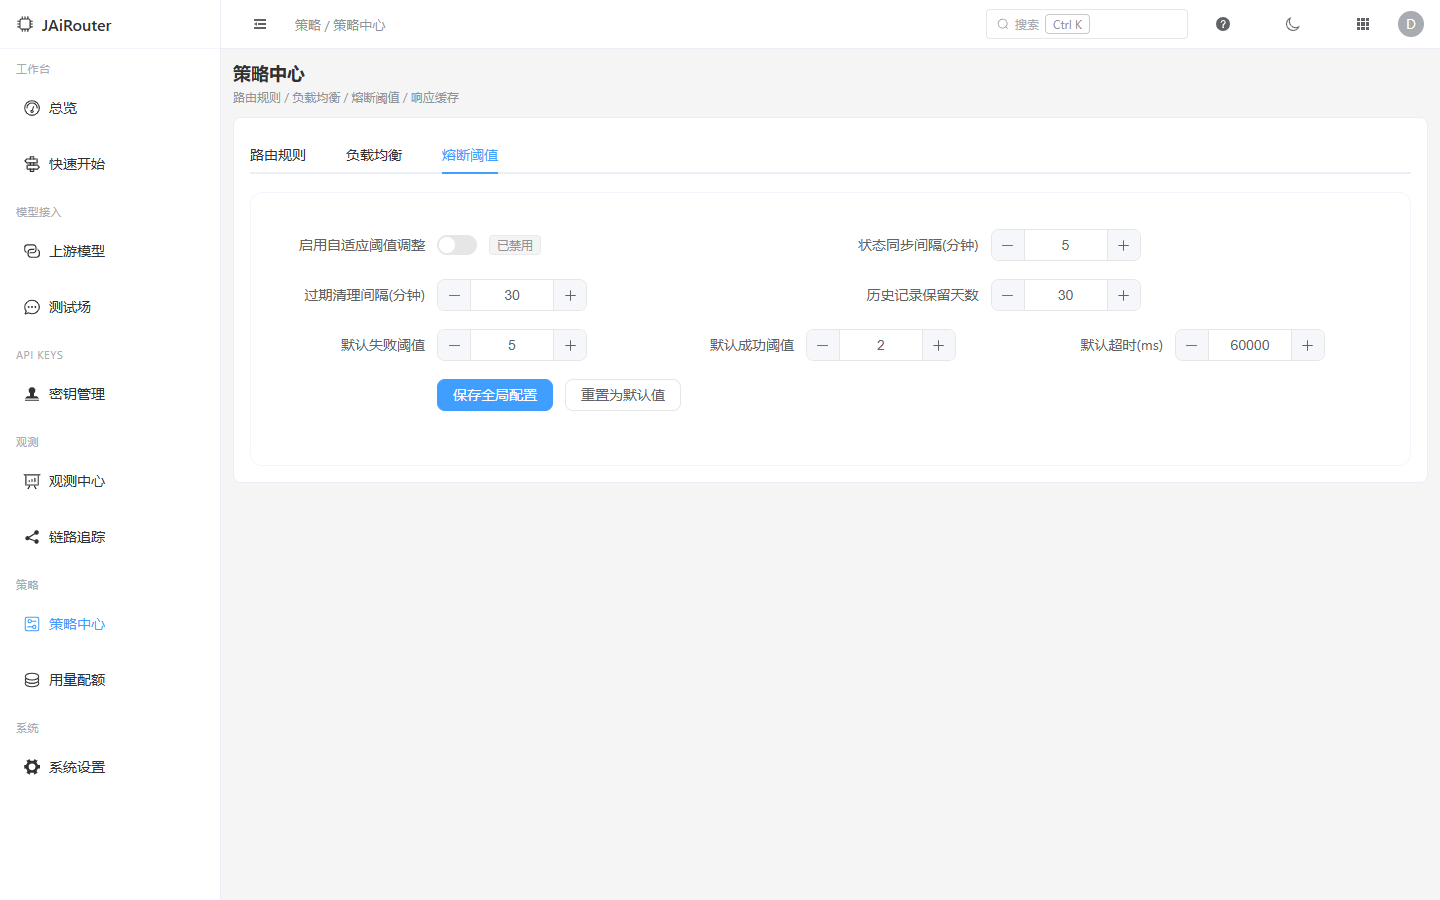 JAiRouter
策略 / 策略中心
搜索 Ctrl K
D
工作台
总览
快速开始
模型接入
上游模型
测试场
API KEYS
密钥管理
观测
观测中心
链路追踪
策略
策略中心
用量配额
系统
系统设置
策略中心
路由规则 / 负载均衡 / 熔断阈值 / 响应缓存
路由规则 负载均衡 熔断阈值
启用自适应阈值调整 已禁用 状态同步间隔(分钟) 5
过期清理间隔(分钟) 30 历史记录保留天数 30
默认失败阈值 5 默认成功阈值 2 默认超时(ms) 60000
保存全局配置 重置为默认值